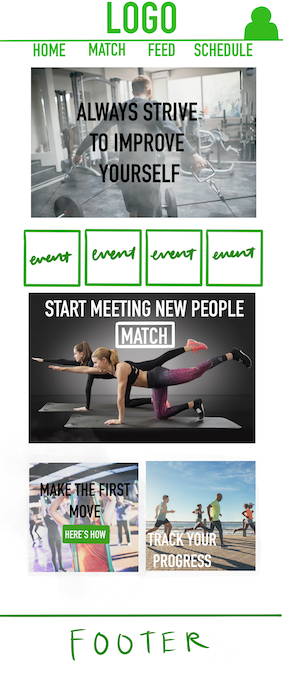 LOGO
HOME MATCH FEED SCHEDULE
ALWAYS STRIVE
TO IMPROVE
YOURSELF
event event event event
START MEETING NEW PEOPLE
MATCH
MAKE THE FIRST
MOVE
HERE'S HOW
TRACK YOUR
PROGRESS
FOOTER